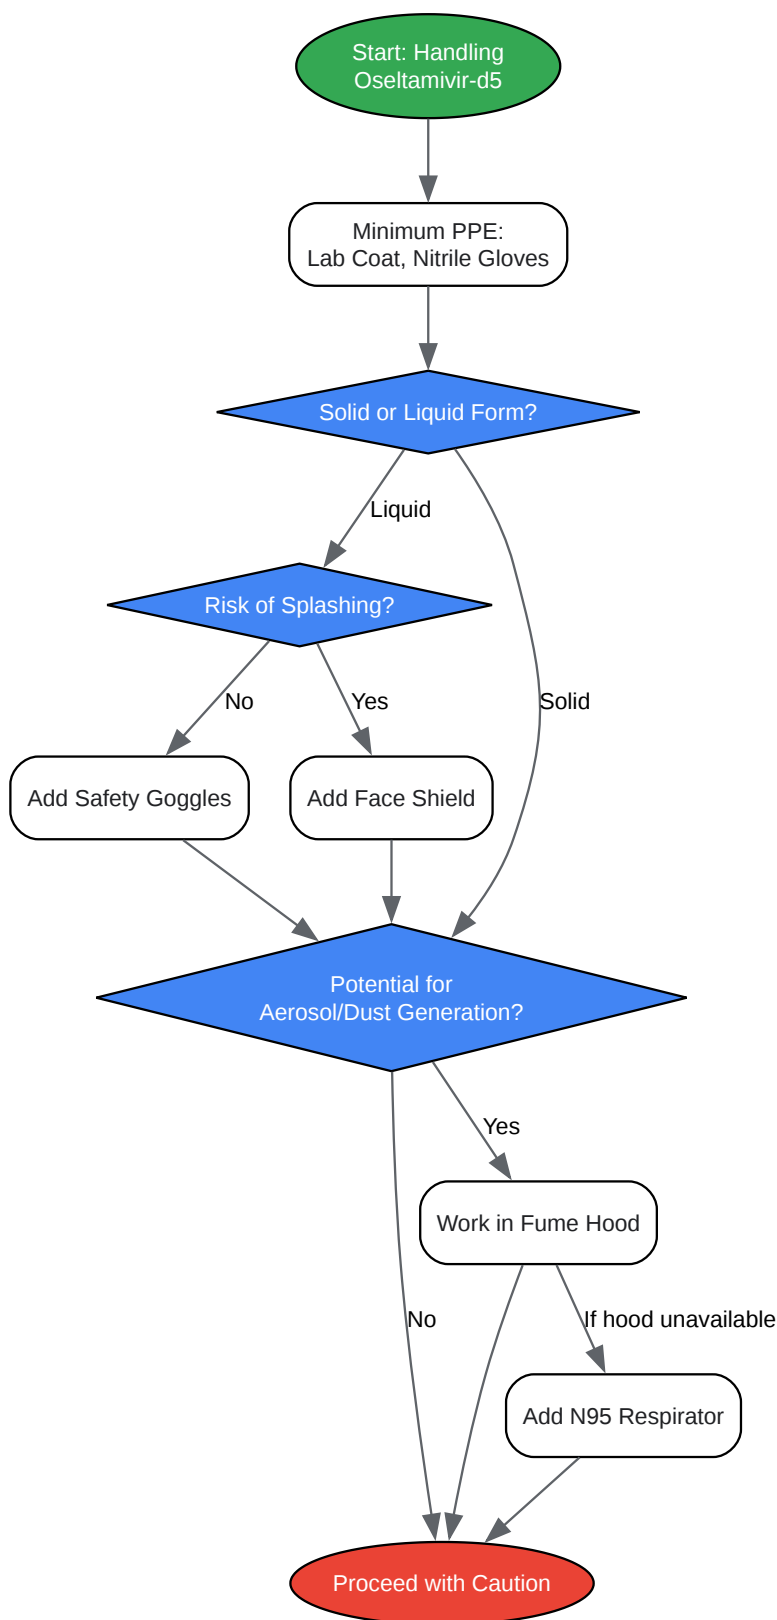 Start: Handling
Oseltamivir-d5
Minimum PPE:
Lab Coat, Nitrile Gloves
Solid or Liquid Form?
Liquid
Risk of Splashing?
No
Yes
Solid
Add Safety Goggles
Add Face Shield
Potential for
Aerosol/Dust Generation?
Yes
Work in Fume Hood
No
If hood unavailable
Add N95 Respirator
Proceed with Caution